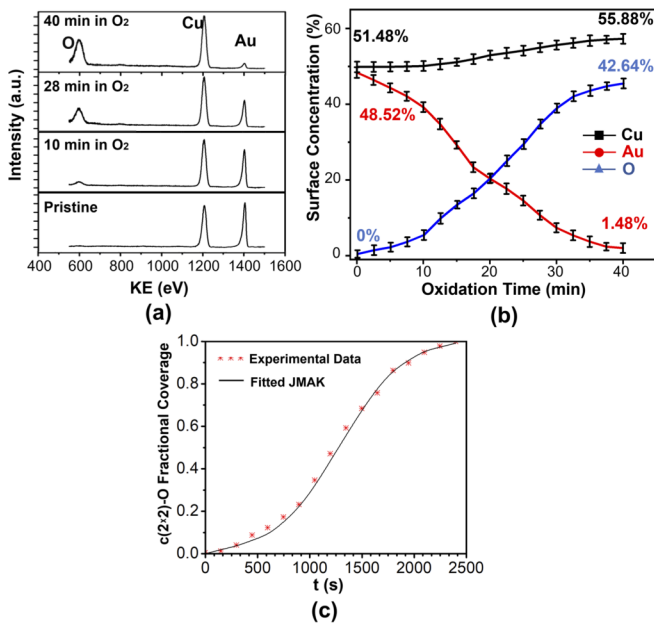 40 min in O₂
O
Cu
Au
28 min in O₂
10 min in O₂
Pristine
Intensity (a.u.)
400 600 800 1000 1200 1400 1600
KE (eV)
(a)
51.48%
55.88%
42.64%
48.52%
Cu
Au
O
0%
1.48%
60
40
20
0
Surface Concentration (%)
0 10 20 30 40
Oxidation Time (min)
(b)
Experimental Data
Fitted JMAK
1.0
0.8
0.6
0.4
0.2
0.0
c(2×2)-O Fractional Coverage
0 500 1000 1500 2000 2500
t (s)
(c)